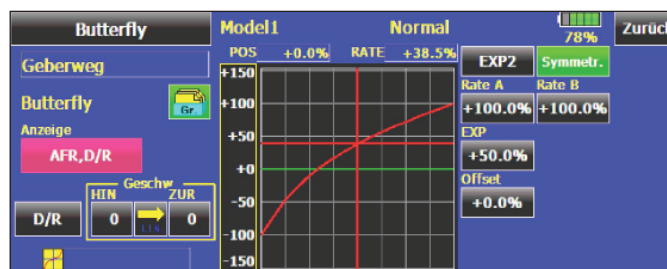 Butterfly Model1 Normal 78% Zurück
Geberweg
Butterfly
Gr
Anzeige
AFR,D/R
Geschw
HIN ZUR
D/R 0 LIN 0
POS +0.0% RATE +38.5%
+150
+100
+50
+0
-50
-100
-150
EXP2 Symmetr.
Rate A Rate B
+100.0% +100.0%
EXP
+50.0%
Offset
+0.0%